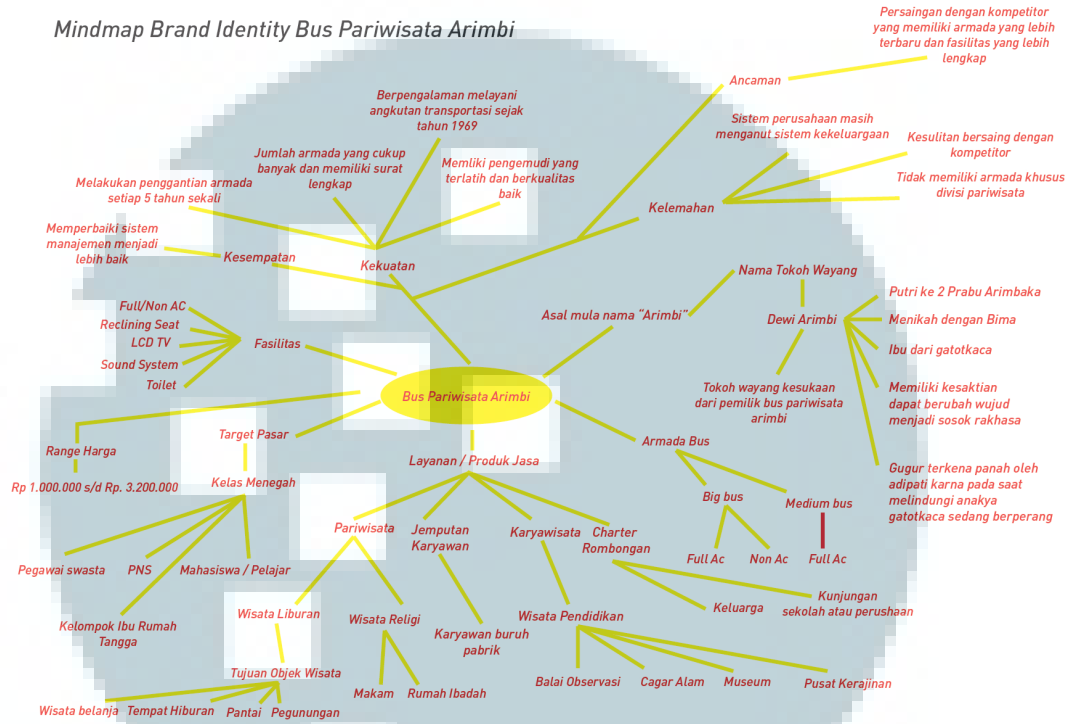 Mindmap Brand Identity Bus Pariwisata Arimbi
Persaingan dengan kompetitor
yang memiliki armada yang lebih
terbaru dan fasilitas yang lebih
lengkap
Ancaman
Berpengalaman melayani
angkutan transportasi sejak
tahun 1969
Sistem perusahaan masih
menganut sistem kekeluargaan
Kesulitan bersaing dengan
kompetitor
Jumlah armada yang cukup
banyak dan memiliki surat
lengkap
Memliki pengemudi yang
terlatih dan berkualitas
baik
Tidak memiliki armada khusus
divisi pariwisata
Melakukan penggantian armada
setiap 5 tahun sekali
Kelemahan
Memperbaiki sistem
manajemen menjadi
lebih baik
Kesempatan
Kekuatan
Nama Tokoh Wayang
Putri ke 2 Prabu Arimbaka
Full/Non AC
Reclining Seat
LCD TV
Sound System
Toilet
Fasilitas
Asal mula nama "Arimbi"
Dewi Arimbi
Menikah dengan Bima
Ibu dari gatotkaca
Tokoh wayang kesukaan
dari pemilik bus pariwisata
arimbi
Memiliki kesaktian
dapat berubah wujud
menjadi sosok rakhasa
Bus Pariwisata Arimbi
Target Pasar
Armada Bus
Range Harga
Layanan / Produk Jasa
Gugur terkena panah oleh
adipati karna pada saat
melindungi anakya
gatotkaca sedang berperang
Rp 1.000.000 s/d Rp. 3.200.000
Kelas Menegah
Big bus
Medium bus
Pariwisata
Jemputan
Karyawan
Karyawisata
Charter
Rombongan
Full Ac
Non Ac
Full Ac
Pegawai swasta
PNS
Mahasiswa / Pelajar
Kelompok Ibu Rumah
Tangga
Wisata Liburan
Wisata Religi
Karyawan buruh
pabrik
Wisata Pendidikan
Keluarga
Kunjungan
sekolah atau perushaan
Tujuan Objek Wisata
Makam
Rumah Ibadah
Balai Observasi
Cagar Alam
Museum
Pusat Kerajinan
Wisata belanja
Tempat Hiburan
Pantai
Pegunungan